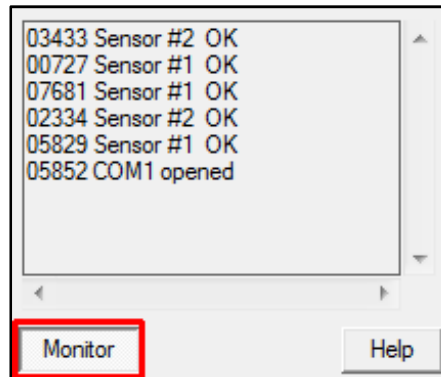 03433 Sensor #2  OK
00727 Sensor #1  OK
07681 Sensor #1  OK
02334 Sensor #2  OK
05829 Sensor #1  OK
05852 COM1 opened
Monitor
Help